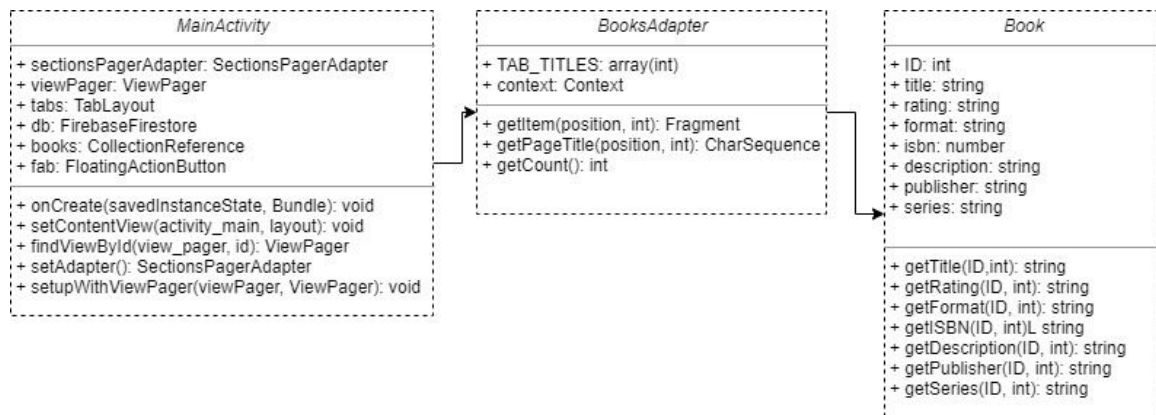 MainActivity
+ sectionsPagerAdapter: SectionsPagerAdapter
+ viewPager: ViewPager
+ tabs: TabLayout
+ db: FirebaseFirestore
+ books: CollectionReference
+ fab: FloatingActionButton
+ onCreate(savedInstanceState, Bundle): void
+ setContentView(activity_main, layout): void
+ findViewById(view_pager, id): ViewPager
+ setAdapter(): SectionsPagerAdapter
+ setupWithViewPager(viewPager, ViewPager): void
BooksAdapter
+ TAB_TITLES: array(int)
+ context: Context
+ getItem(position, int): Fragment
+ getPageTitle(position, int): CharSequence
+ getCount(): int
Book
+ ID: int
+ title: string
+ rating: string
+ format: string
+ isbn: number
+ description: string
+ publisher: string
+ series: string
+ getTitle(ID,int): string
+ getRating(ID, int): string
+ getFormat(ID, int): string
+ getISBN(ID, int)L string
+ getDescription(ID, int): string
+ getPublisher(ID, int): string
+ getSeries(ID, int): string